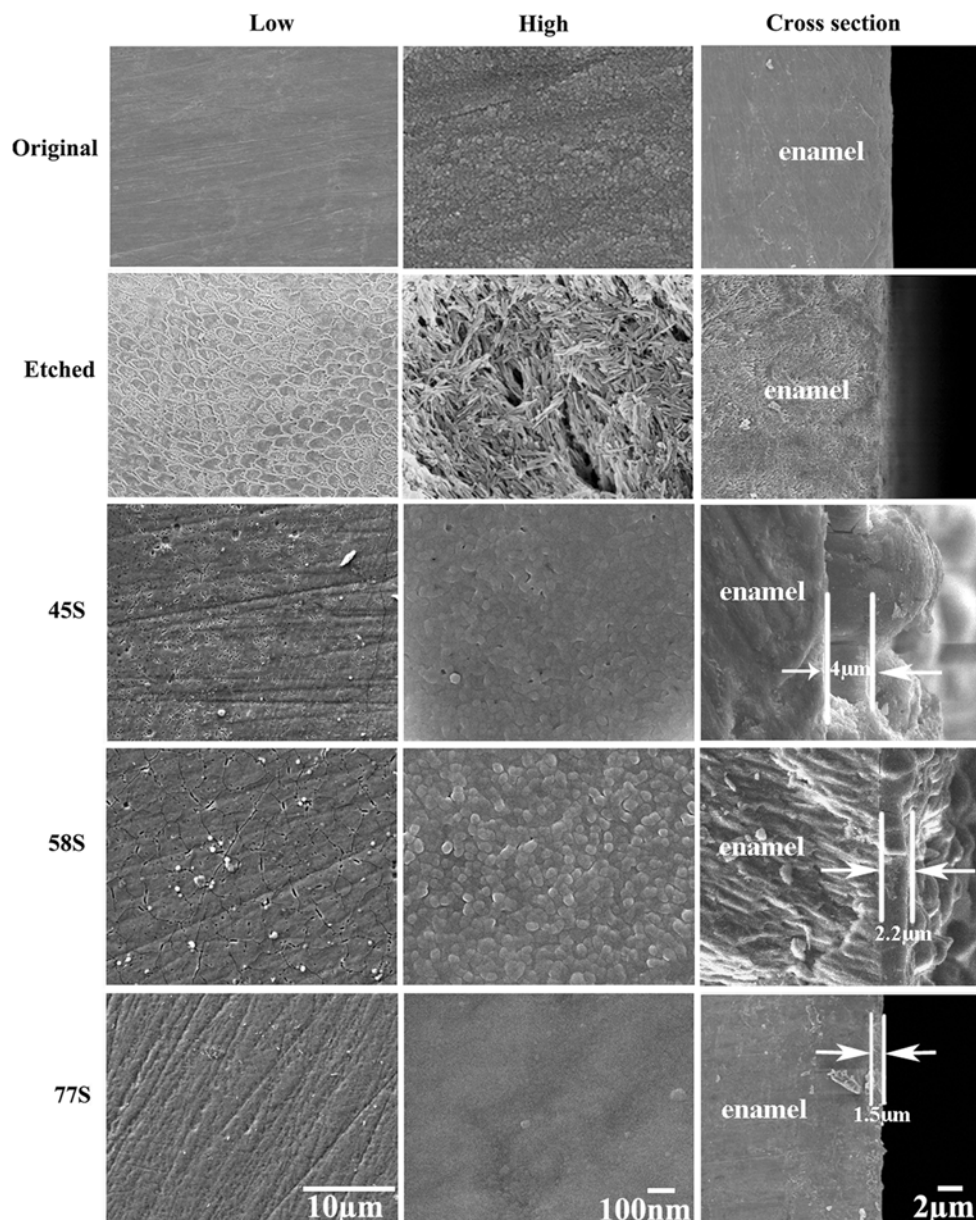 Low High Cross section
Original
enamel
Etched
enamel
45S
enamel
4μm
58S
enamel
2.2μm
77S
enamel
1.5μm
10μm 100nm 2μm